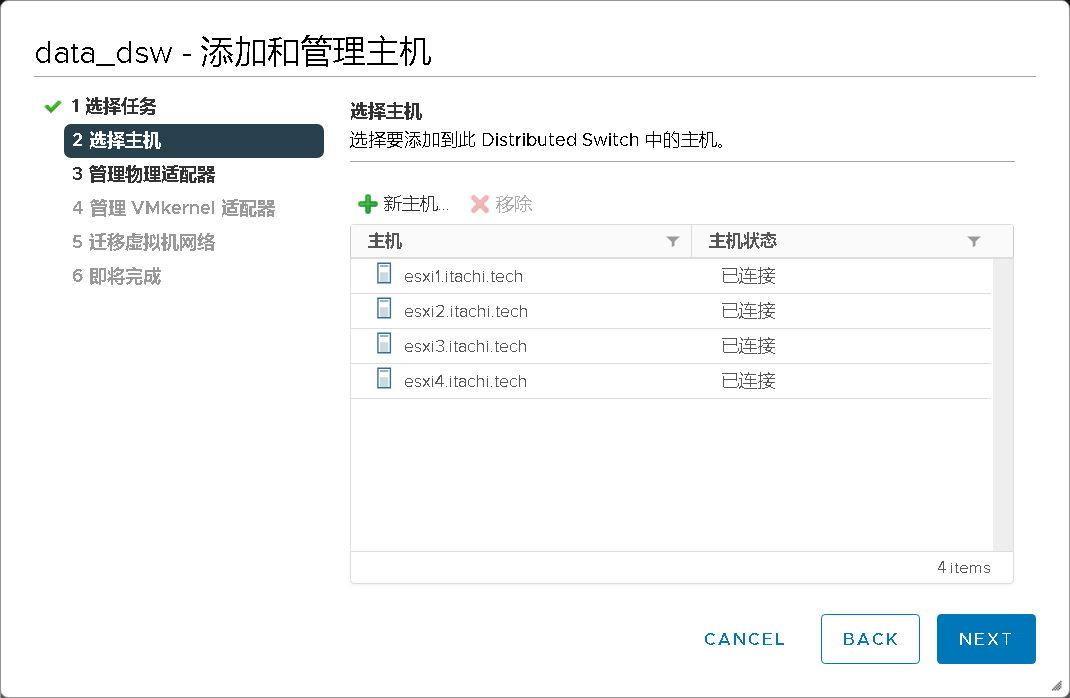 data_dsw - 添加和管理主机
1 选择任务
2 选择主机
3 管理物理适配器
4 管理 VMkernel 适配器
5 迁移虚拟机网络
6 即将完成
选择主机
选择要添加到此 Distributed Switch 中的主机。
新主机... 移除
主机 主机状态
esxi1.itachi.tech 已连接
esxi2.itachi.tech 已连接
esxi3.itachi.tech 已连接
esxi4.itachi.tech 已连接
4 items
CANCEL BACK NEXT